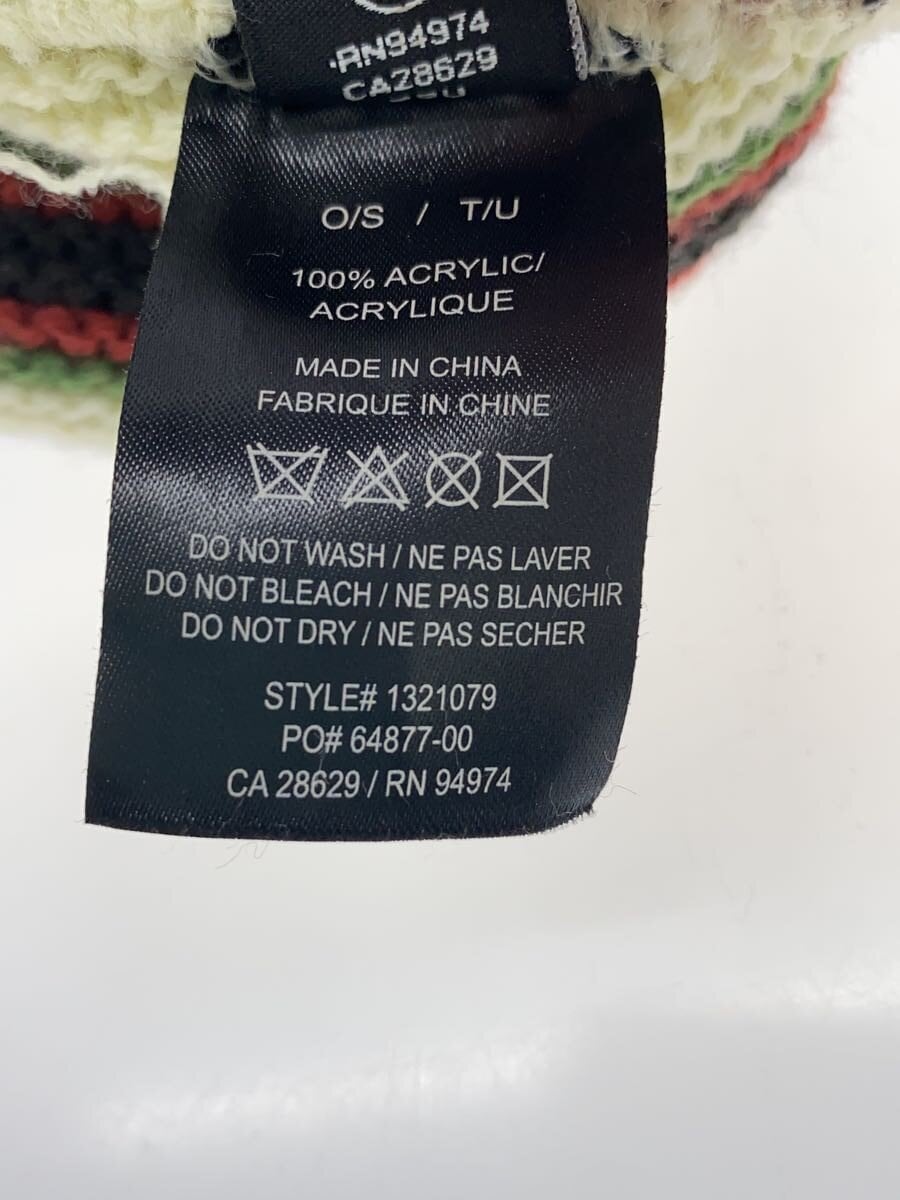 RN94974
CA28629
O/S / T/U
100% ACRYLIC/
ACRYLIQUE
MADE IN CHINA
FABRIQUE IN CHINE
DO NOT WASH / NE PAS LAVER
DO NOT BLEACH / NE PAS BLANCHIR
DO NOT DRY / NE PAS SECHER
STYLE# 1321079
PO# 64877-00
CA 28629 / RN 94974